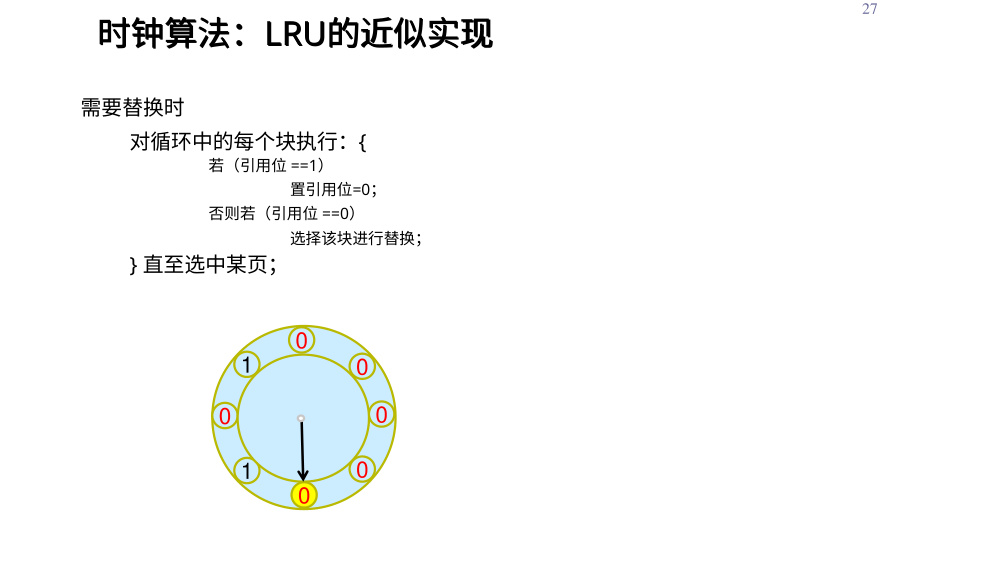 27
时钟算法：LRU的近似实现
需要替换时
对循环中的每个块执行：{
若（引用位 ==1）
置引用位=0；
否则若（引用位 ==0）
选择该块进行替换；
} 直至选中某页；
0
1
0
0
0
1
0
0